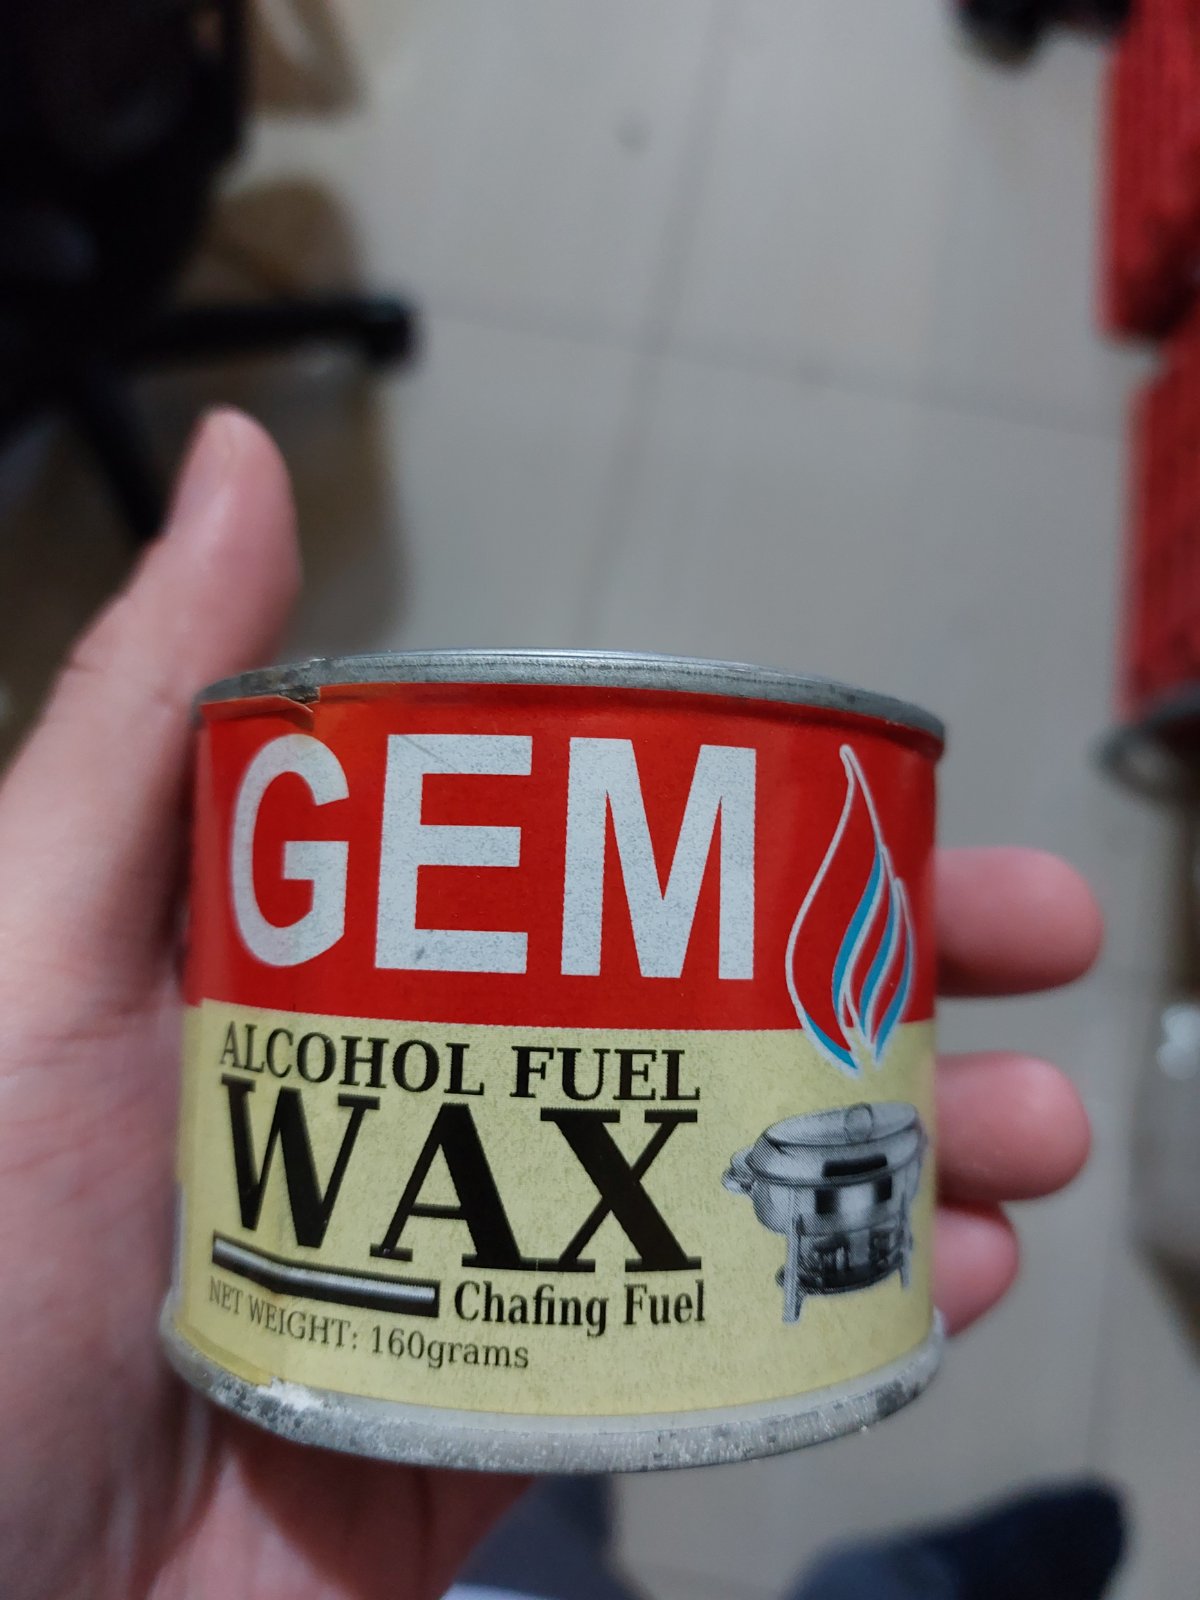 GEM
ALCOHOL FUEL
WAX
Chafing Fuel
NET WEIGHT: 160grams